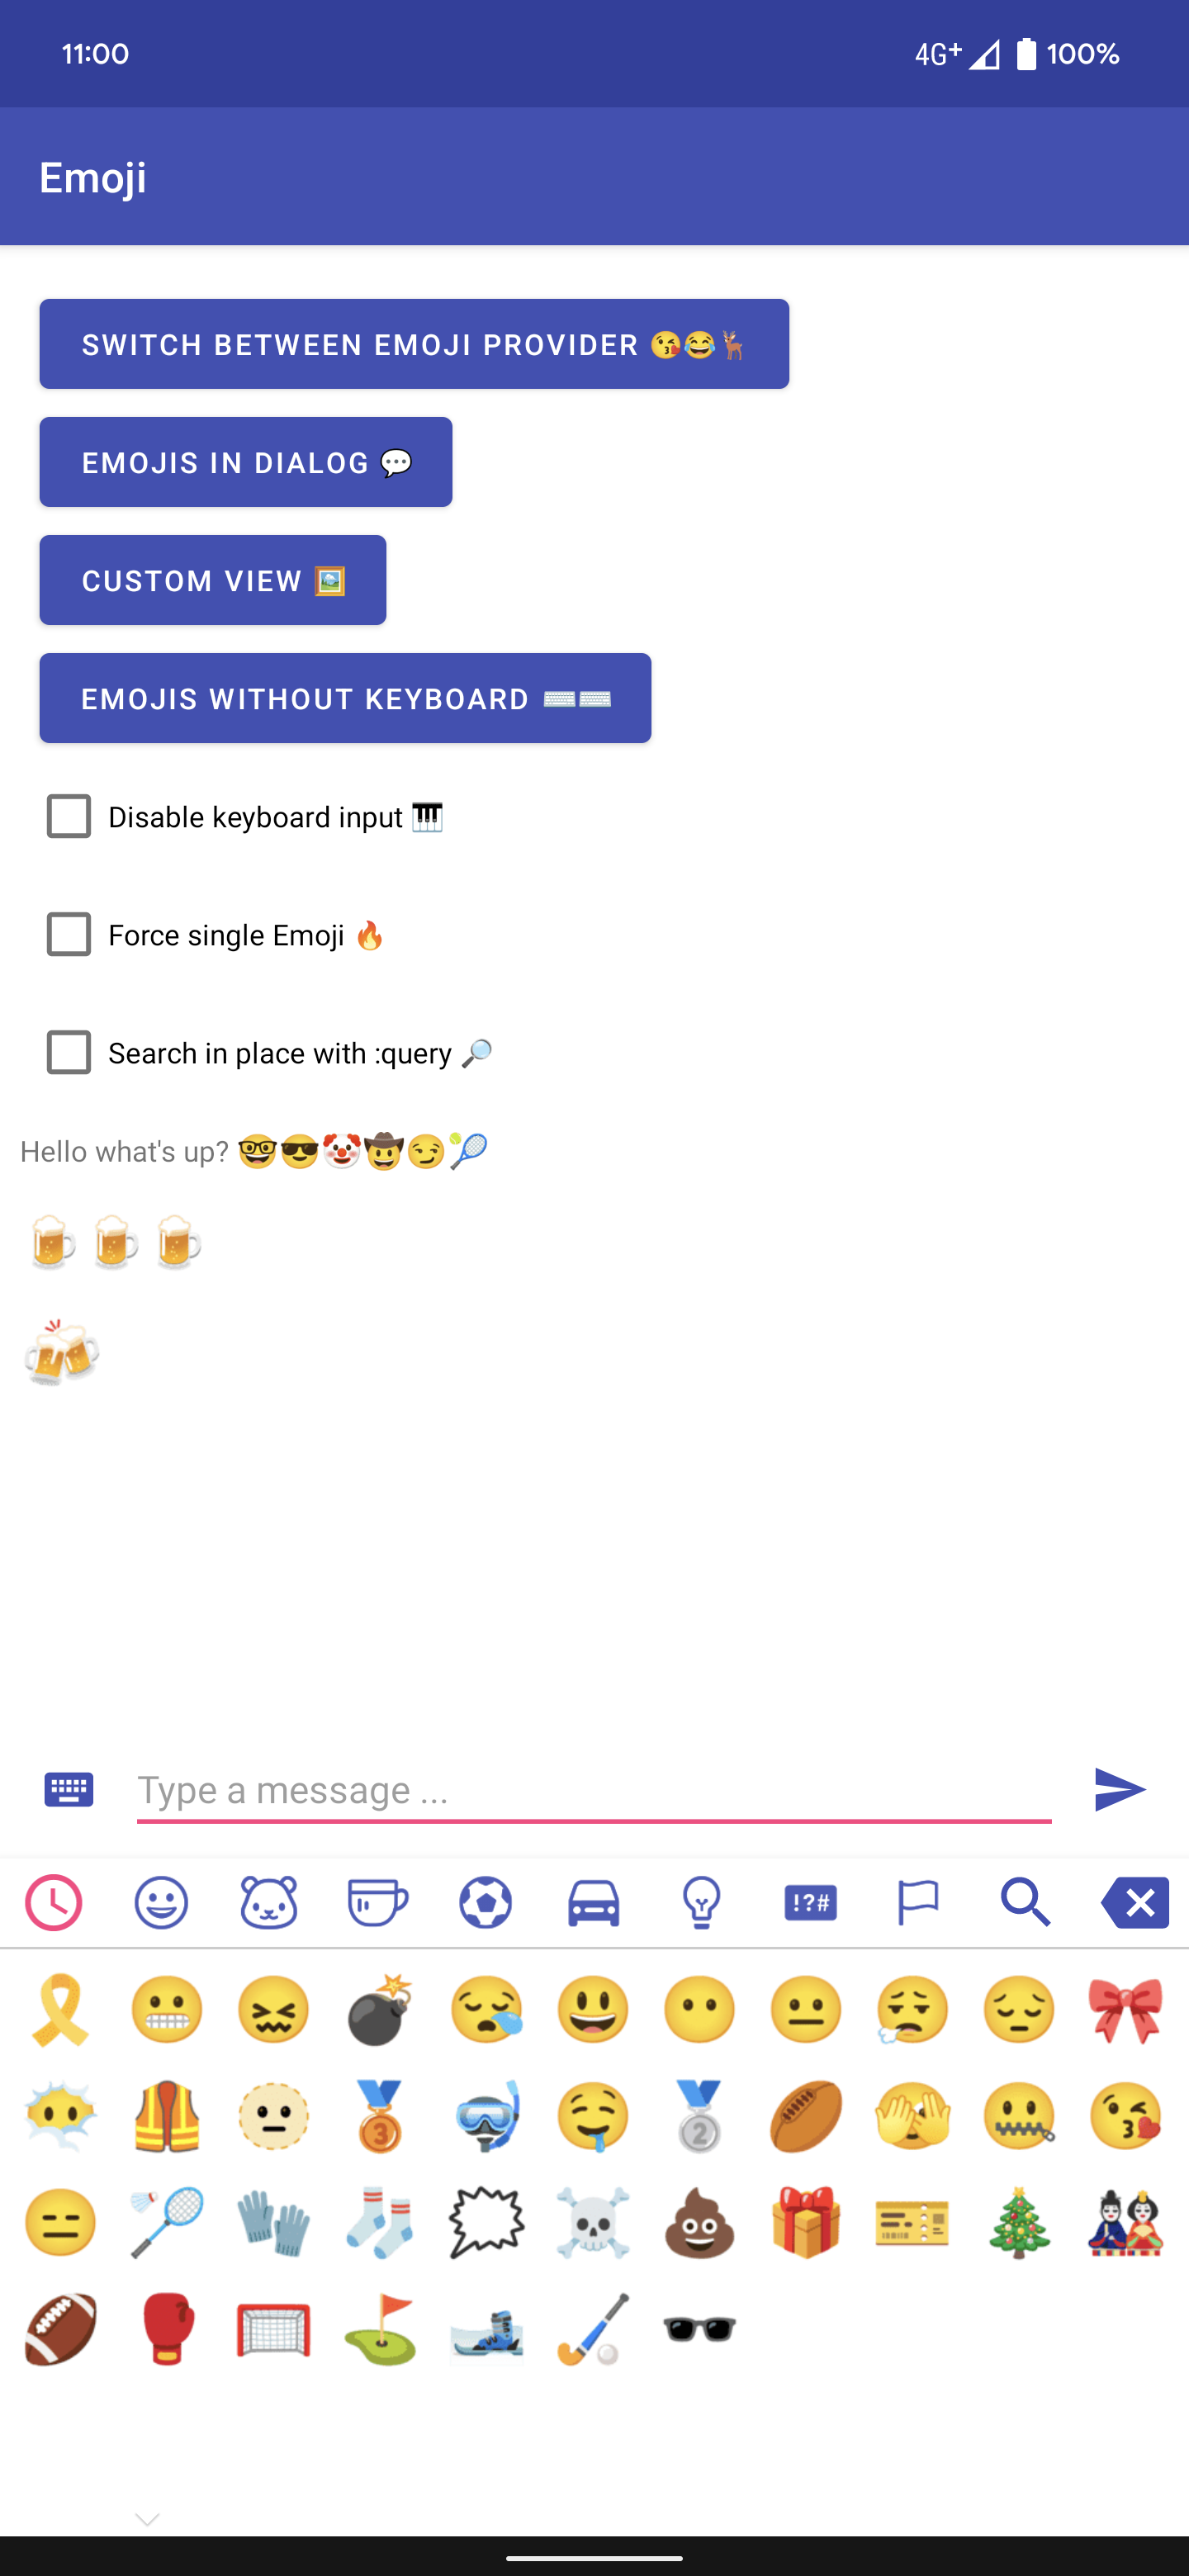 11:00 4G+ 100%
Emoji
SWITCH BETWEEN EMOJI PROVIDER 😘😂🦌
EMOJIS IN DIALOG 💬
CUSTOM VIEW 🖼️
EMOJIS WITHOUT KEYBOARD ⌨️⌨️
Disable keyboard input 🎹
Force single Emoji 🔥
Search in place with :query 🔎
Hello what's up? 🤓😎🤡🤠😏🎾
🍺🍺🍺
🍻
Type a message ...
!?#